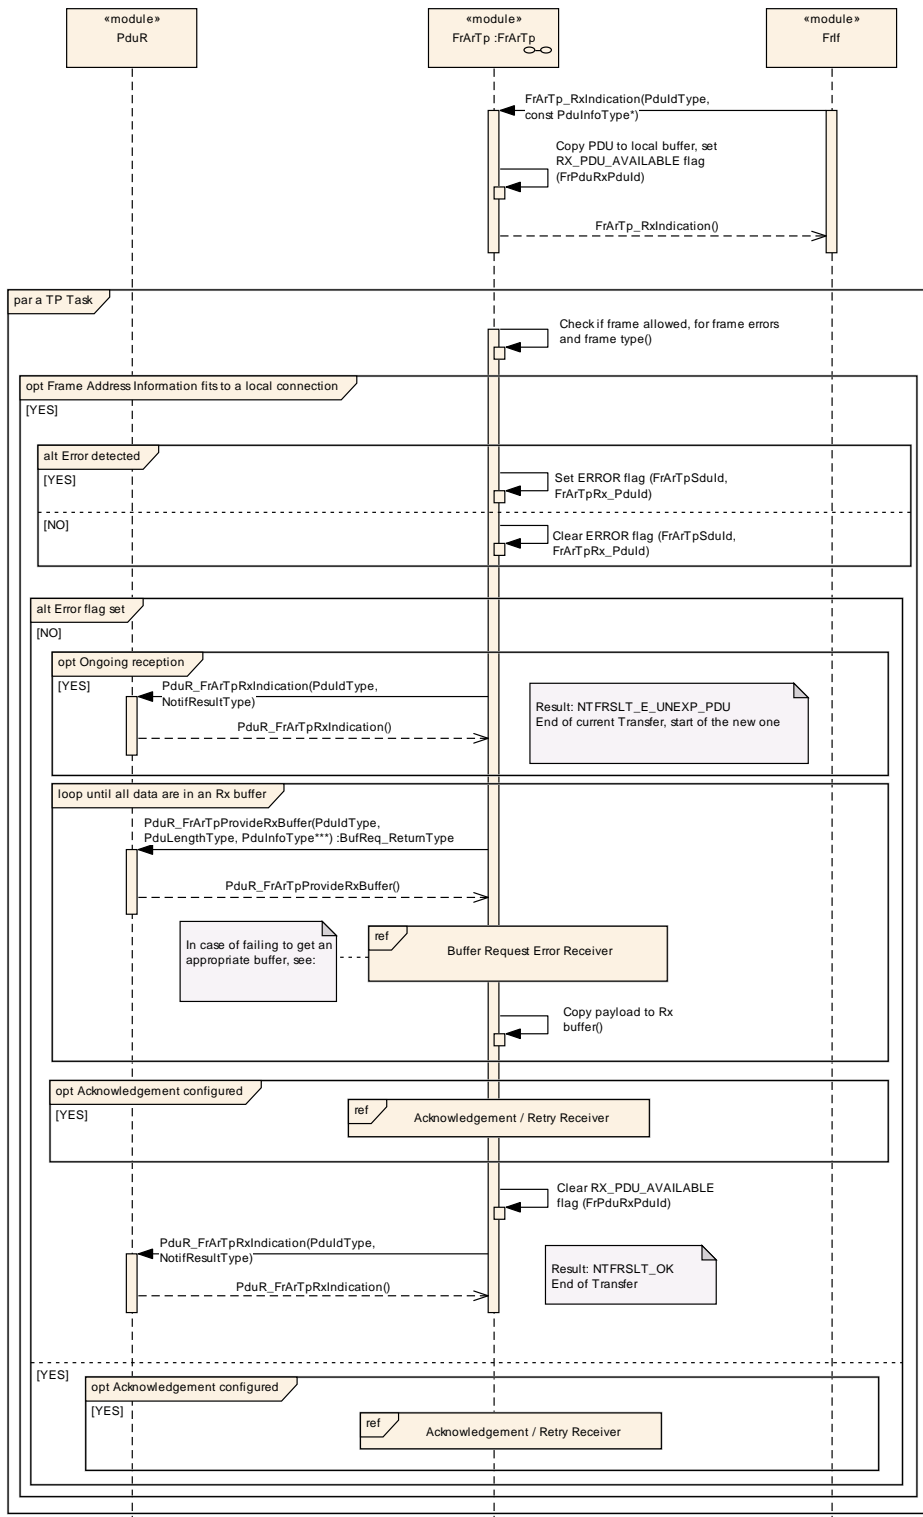 «module»
PduR
«module»
FrArTp :FrArTp
«module»
FrIf
FrArTp_RxIndication(PduIdType,
const PduInfoType*)
Copy PDU to local buffer, set
RX_PDU_AVAILABLE flag
(FrPduRxPduId)
FrArTp_RxIndication()
par a TP Task
Check if frame allowed, for frame errors
and frame type()
opt Frame Address Information fits to a local connection
[YES]
alt Error detected
[YES]
Set ERROR flag (FrArTpSduId,
FrArTpRx_PduId)
[NO]
Clear ERROR flag (FrArTpSduId,
FrArTpRx_PduId)
alt Error flag set
[NO]
opt Ongoing reception
[YES]
PduR_FrArTpRxIndication(PduIdType,
NotifResultType)
Result: NTFRSLT_E_UNEXP_PDU
End of current Transfer, start of the new one
PduR_FrArTpRxIndication()
loop until all data are in an Rx buffer
PduR_FrArTpProvideRxBuffer(PduIdType,
PduLengthType, PduInfoType***) :BufReq_ReturnType
PduR_FrArTpProvideRxBuffer()
In case of failing to get an
appropriate buffer, see:
ref
Buffer Request Error Receiver
Copy payload to Rx
buffer()
opt Acknowledgement configured
[YES]
ref
Acknowledgement / Retry Receiver
Clear RX_PDU_AVAILABLE
flag (FrPduRxPduId)
PduR_FrArTpRxIndication(PduIdType,
NotifResultType)
Result: NTFRSLT_OK
End of Transfer
PduR_FrArTpRxIndication()
[YES]
opt Acknowledgement configured
[YES]
ref
Acknowledgement / Retry Receiver